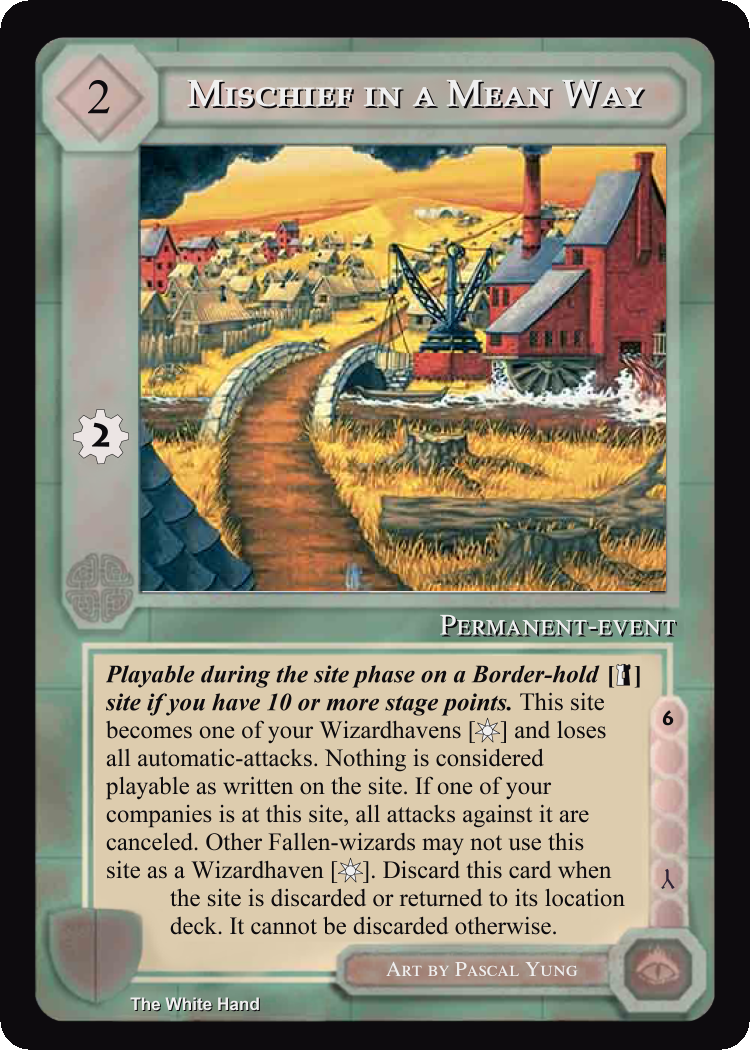 2
Mischief in a Mean Way
2
Permanent-event
Playable during the site phase on a Border-hold []
site if you have 10 or more stage points. This site
becomes one of your Wizardhavens [] and loses
all automatic-attacks. Nothing is considered
playable as written on the site. If one of your
companies is at this site, all attacks against it are
canceled. Other Fallen-wizards may not use this
site as a Wizardhaven []. Discard this card when
the site is discarded or returned to its location
deck. It cannot be discarded otherwise.
6
Art by Pascal Yung
The White Hand